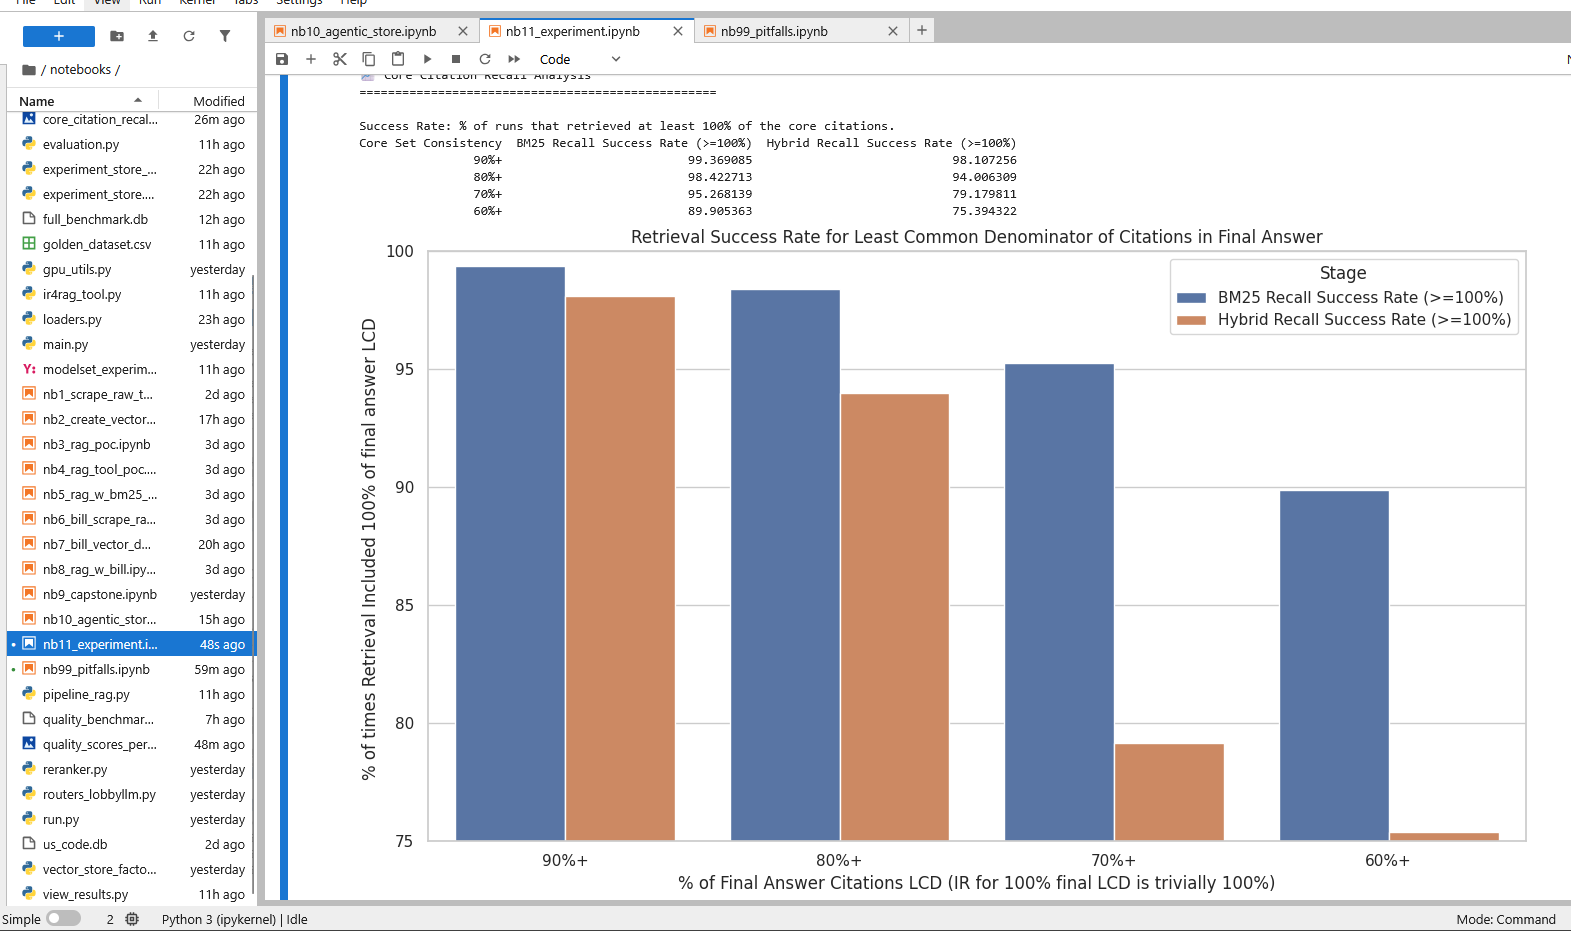 File Edit View Run Kernel Tabs Settings Help
nb10_agentic_store.ipynb
nb11_experiment.ipynb
nb99_pitfalls.ipynb
Code
/ notebooks /
Name Modified
core_citation_recal... 26m ago
evaluation.py 11h ago
experiment_store_... 22h ago
experiment_store.... 22h ago
full_benchmark.db 12h ago
golden_dataset.csv 11h ago
gpu_utils.py yesterday
ir4rag_tool.py 11h ago
loaders.py 23h ago
main.py yesterday
modelset_experim... 11h ago
nb1_scrape_raw_t... 2d ago
nb2_create_vector... 17h ago
nb3_rag_poc.ipynb 3d ago
nb4_rag_tool_poc.... 3d ago
nb5_rag_w_bm25_... 3d ago
nb6_bill_scrape_ra... 3d ago
nb7_bill_vector_d... 20h ago
nb8_rag_w_bill.ipy... 3d ago
nb9_capstone.ipynb yesterday
nb10_agentic_stor... 15h ago
nb11_experiment.i... 48s ago
nb99_pitfalls.ipynb 59m ago
pipeline_rag.py 11h ago
quality_benchmar... 7h ago
quality_scores_per... 48m ago
reranker.py yesterday
routers_lobbyllm.py yesterday
run.py yesterday
us_code.db 2d ago
vector_store_facto... yesterday
view_results.py 11h ago
Core Citation Recall Analysis
==================================================
Success Rate: % of runs that retrieved at least 100% of the core citations.
Core Set Consistency BM25 Recall Success Rate (>=100%) Hybrid Recall Success Rate (>=100%)
90%+ 99.369085 98.107256
80%+ 98.422713 94.006309
70%+ 95.268139 79.179811
60%+ 89.905363 75.394322
Retrieval Success Rate for Least Common Denominator of Citations in Final Answer
Stage
BM25 Recall Success Rate (>=100%)
Hybrid Recall Success Rate (>=100%)
% of times Retrieval Included 100% of final answer LCD
100
95
90
85
80
75
90%+ 80%+ 70%+ 60%+
% of Final Answer Citations LCD (IR for 100% final LCD is trivially 100%)
Simple 2 Python 3 (ipykernel) | Idle Mode: Command